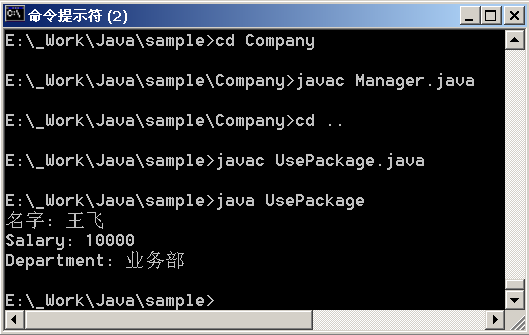 命令提示符 (2)
E:\_Work\Java\sample>cd Company
E:\_Work\Java\sample\Company>javac Manager.java
E:\_Work\Java\sample\Company>cd ..
E:\_Work\Java\sample>javac UsePackage.java
E:\_Work\Java\sample>java UsePackage
名字: 王飞
Salary: 10000
Department: 业务部
E:\_Work\Java\sample>